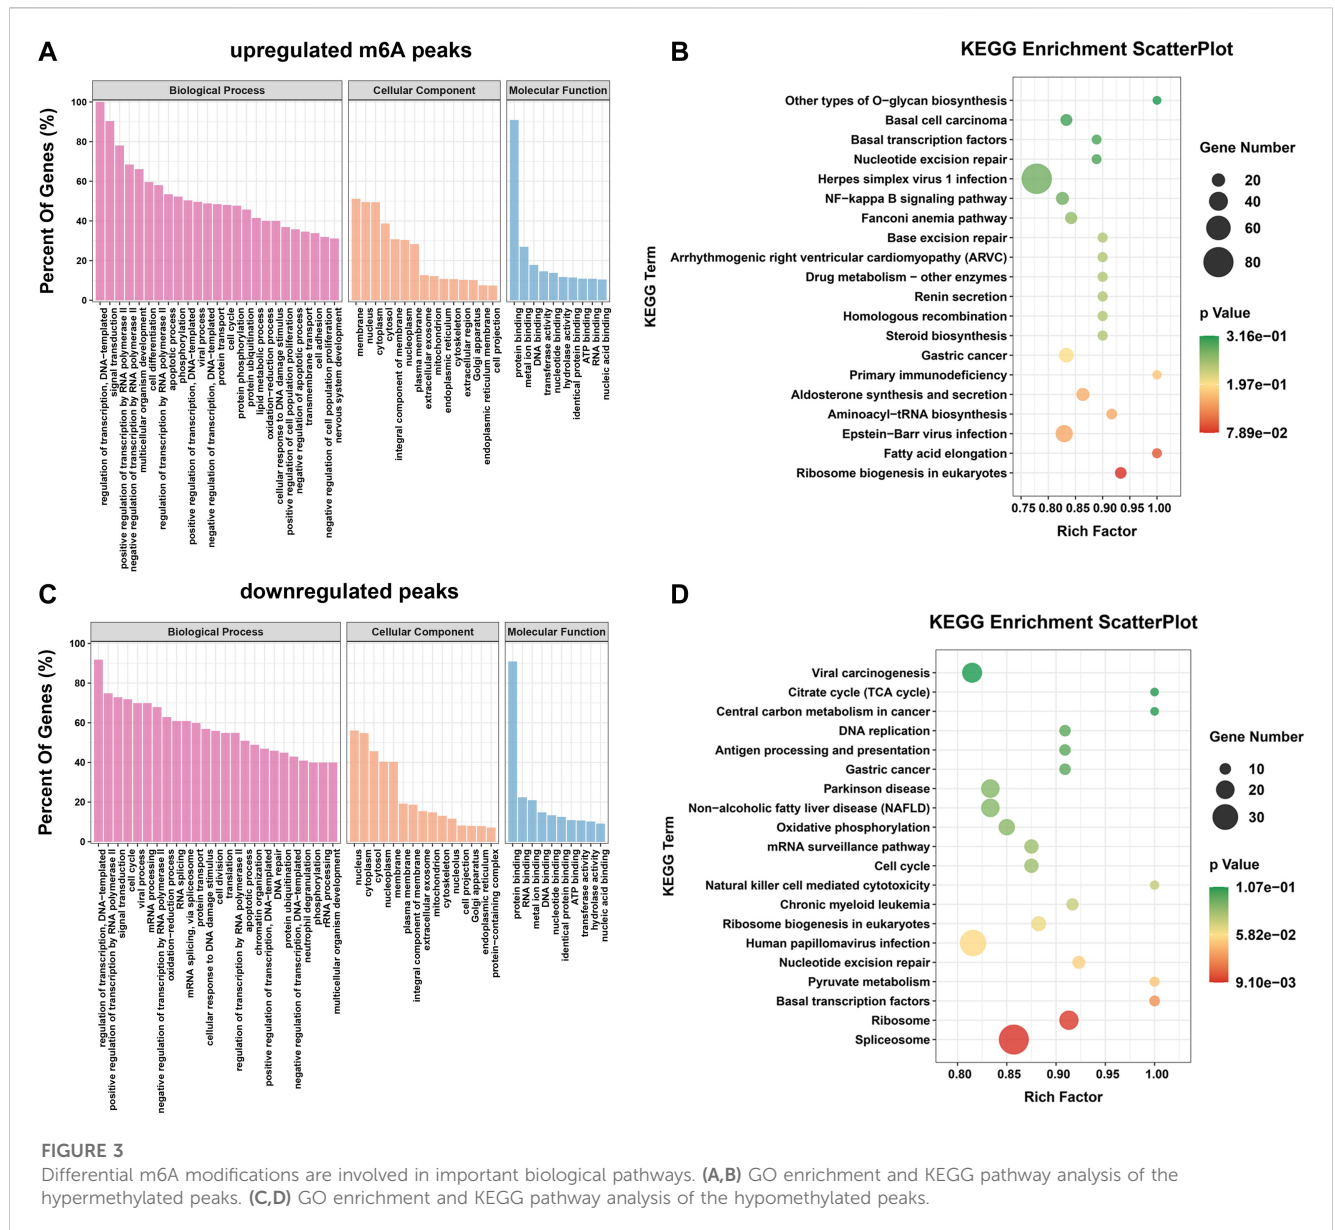 A
upregulated m6A peaks
Percent Of Genes (%)
Biological Process
Cellular Component
Molecular Function
100
80
60
40
20
0
regulation of transcription, DNA−templated
signal transduction
positive regulation of transcription by RNA polymerase II
negative regulation of transcription by RNA polymerase II
multicellular organism development
cell differentiation
regulation of transcription by RNA polymerase II
apoptotic process
phosphorylation
positive regulation of transcription, DNA−templated
viral process
negative regulation of transcription, DNA−templated
protein transport
cell cycle
protein phosphorylation
protein ubiquitination
lipid metabolic process
oxidation−reduction process
cellular response to DNA damage stimulus
positive regulation of cell population proliferation
negative regulation of apoptotic process
transmembrane transport
cell adhesion
negative regulation of cell population proliferation
nervous system development
membrane
nucleus
cytoplasm
cytosol
integral component of membrane
nucleoplasm
plasma membrane
extracellular exosome
mitochondrion
endoplasmic reticulum
cytoskeleton
extracellular region
Golgi apparatus
endoplasmic reticulum membrane
cell projection
protein binding
metal ion binding
DNA binding
transferase activity
nucleotide binding
hydrolase activity
identical protein binding
ATP binding
RNA binding
nucleic acid binding
B
KEGG Enrichment ScatterPlot
KEGG Term
Other types of O−glycan biosynthesis
Basal cell carcinoma
Basal transcription factors
Nucleotide excision repair
Herpes simplex virus 1 infection
NF−kappa B signaling pathway
Fanconi anemia pathway
Base excision repair
Arrhythmogenic right ventricular cardiomyopathy (ARVC)
Drug metabolism − other enzymes
Renin secretion
Homologous recombination
Steroid biosynthesis
Gastric cancer
Primary immunodeficiency
Aldosterone synthesis and secretion
Aminoacyl−tRNA biosynthesis
Epstein−Barr virus infection
Fatty acid elongation
Ribosome biogenesis in eukaryotes
0.75 0.80 0.85 0.90 0.95 1.00
Rich Factor
Gene Number
20
40
60
80
p Value
3.16e−01
1.97e−01
7.89e−02
C
downregulated peaks
Percent Of Genes (%)
Biological Process
Cellular Component
Molecular Function
100
80
60
40
20
0
regulation of transcription, DNA−templated
positive regulation of transcription by RNA polymerase II
signal transduction
cell cycle
viral process
mRNA processing
negative regulation of transcription by RNA polymerase II
oxidation−reduction process
RNA splicing
mRNA splicing, via spliceosome
protein transport
cellular response to DNA damage stimulus
cell division
translation
regulation of transcription by RNA polymerase II
apoptotic process
chromatin organization
positive regulation of transcription, DNA−templated
DNA repair
protein ubiquitination
negative regulation of transcription, DNA−templated
neutrophil degranulation
phosphorylation
rRNA processing
multicellular organism development
nucleus
cytoplasm
cytosol
nucleoplasm
membrane
plasma membrane
integral component of membrane
extracellular exosome
mitochondrion
cytoskeleton
nucleolus
cell projection
Golgi apparatus
endoplasmic reticulum
protein−containing complex
protein binding
RNA binding
metal ion binding
DNA binding
nucleotide binding
identical protein binding
ATP binding
transferase activity
hydrolase activity
nucleic acid binding
D
KEGG Enrichment ScatterPlot
KEGG Term
Viral carcinogenesis
Citrate cycle (TCA cycle)
Central carbon metabolism in cancer
DNA replication
Antigen processing and presentation
Gastric cancer
Parkinson disease
Non−alcoholic fatty liver disease (NAFLD)
Oxidative phosphorylation
mRNA surveillance pathway
Cell cycle
Natural killer cell mediated cytotoxicity
Chronic myeloid leukemia
Ribosome biogenesis in eukaryotes
Human papillomavirus infection
Nucleotide excision repair
Pyruvate metabolism
Basal transcription factors
Ribosome
Spliceosome
0.80 0.85 0.90 0.95 1.00
Rich Factor
Gene Number
10
20
30
p Value
1.07e−01
5.82e−02
9.10e−03
FIGURE 3
Differential m6A modifications are involved in important biological pathways. (A,B) GO enrichment and KEGG pathway analysis of the
hypermethylated peaks. (C,D) GO enrichment and KEGG pathway analysis of the hypomethylated peaks.